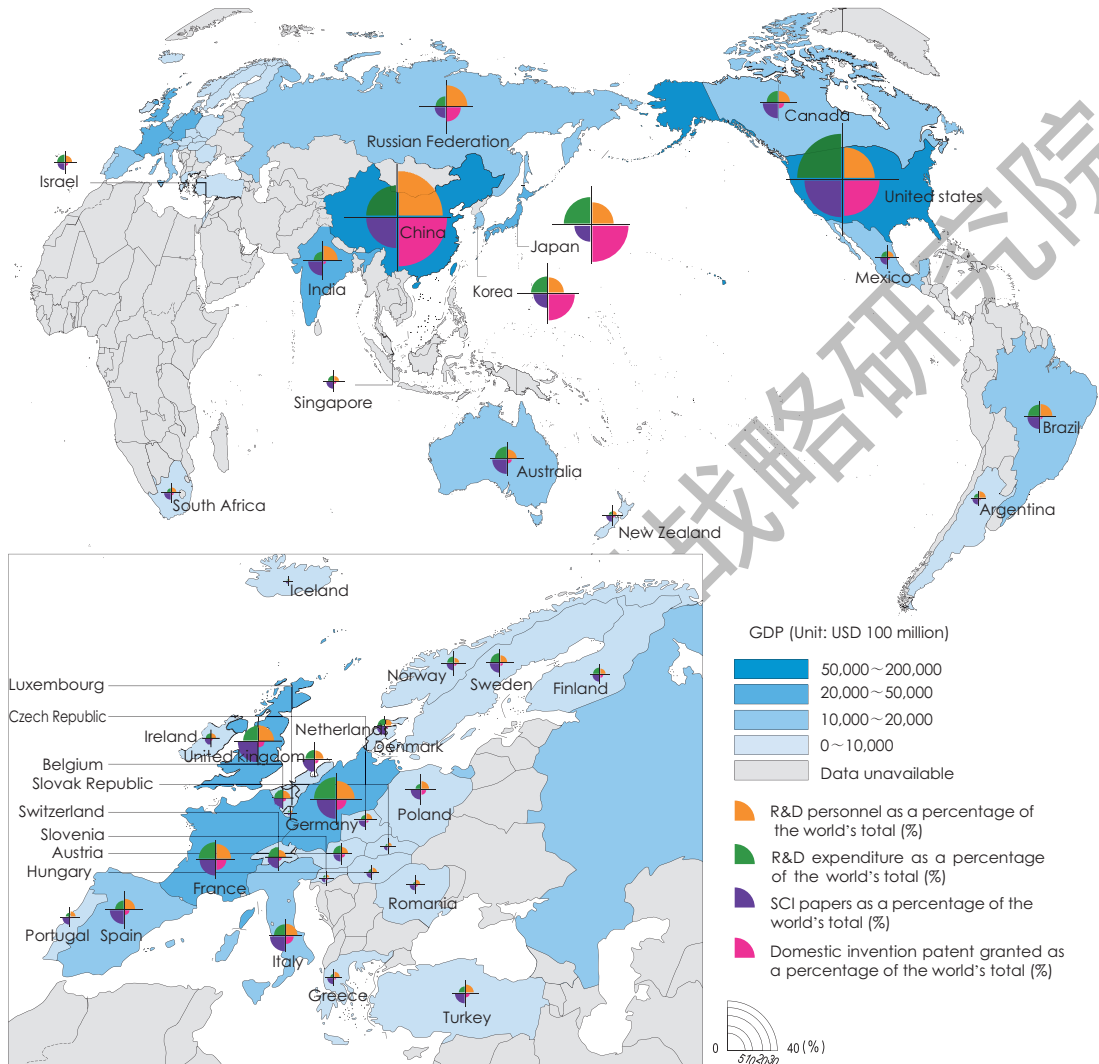 Russian Federation
Canada
Israel
China
United states
Japan
India
Korea
Mexico
Singapore
Brazil
Australia
South Africa
Argentina
New Zealand
战略研究院
Iceland
GDP (Unit: USD 100 million)
50,000～200,000
20,000～50,000
10,000～20,000
0～10,000
Data unavailable
Norway
Sweden
Finland
Luxembourg
Czech Republic
Ireland
Netherlands
Denmark
United kingdom
Belgium
Slovak Republic
Switzerland
Germany
Poland
Slovenia
Austria
Hungary
France
Romania
Portugal
Spain
Italy
Greece
Turkey
R&D personnel as a percentage of
the world's total (%)
R&D expenditure as a percentage
of the world's total (%)
SCI papers as a percentage of the
world's total (%)
Domestic invention patent granted as
a percentage of the world's total (%)
0
5 10 20 30
40 (%)